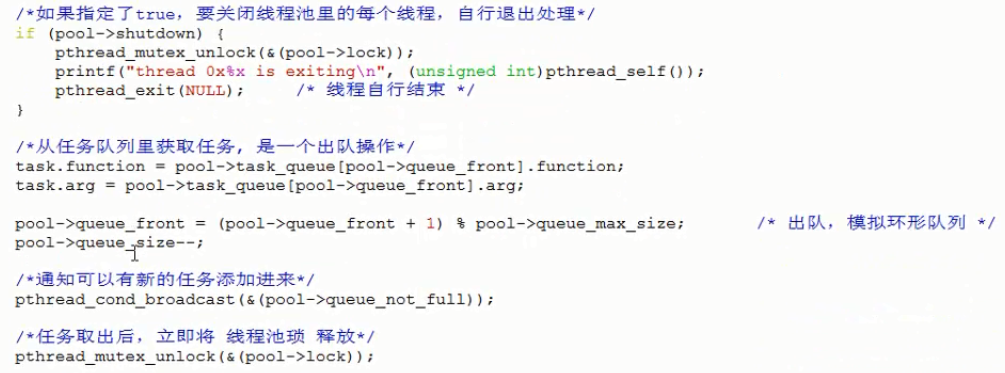 /*如果指定了true，要关闭线程池里的每个线程，自行退出处理*/
if (pool->shutdown) {
    pthread_mutex_unlock(&(pool->lock));
    printf("thread 0x%x is exiting\n", (unsigned int)pthread_self());
    pthread_exit(NULL);     /* 线程自行结束 */
}
/*从任务队列里获取任务, 是一个出队操作*/
task.function = pool->task_queue[pool->queue_front].function;
task.arg = pool->task_queue[pool->queue_front].arg;
pool->queue_front = (pool->queue_front + 1) % pool->queue_max_size;       /* 出队，模拟环形队列 */
pool->queue_size--;
/*通知可以有新的任务添加进来*/
pthread_cond_broadcast(&(pool->queue_not_full));
/*任务取出后，立即将 线程池琐 释放*/
pthread_mutex_unlock(&(pool->lock));